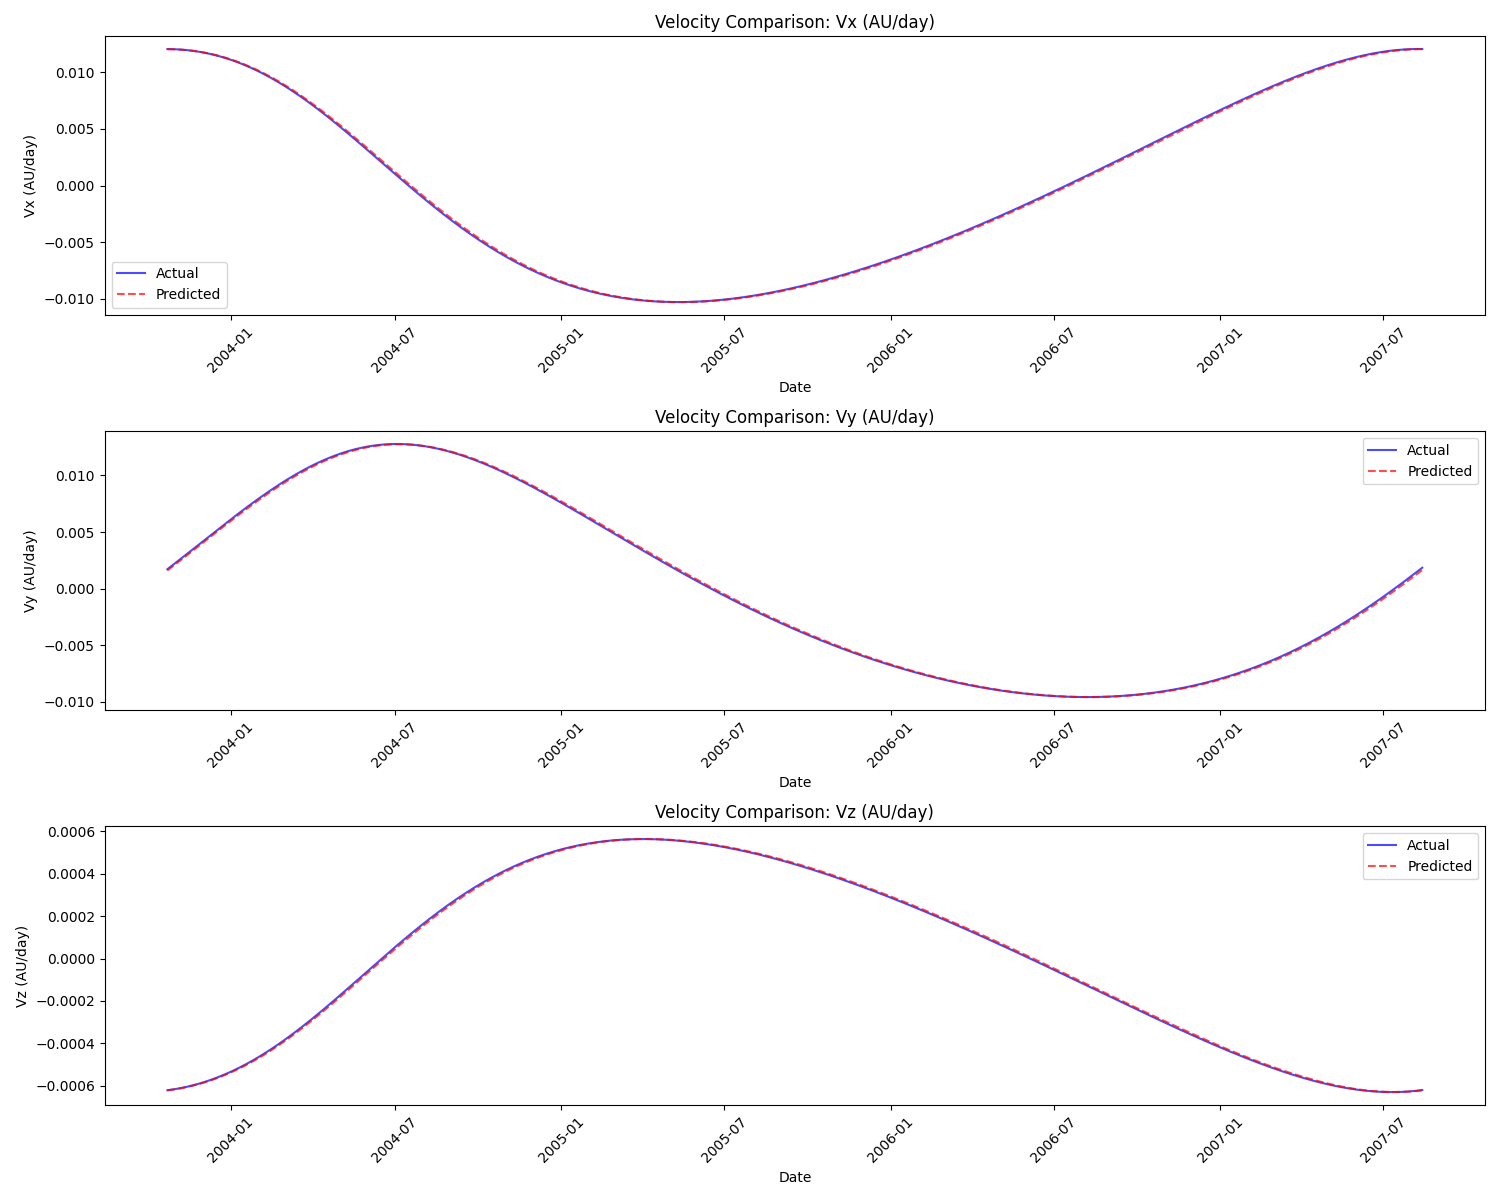 Velocity Comparison: Vx (AU/day)
Vx (AU/day)
0.010
0.005
0.000
−0.005
−0.010
Actual
Predicted
2004-01
2004-07
2005-01
2005-07
2006-01
2006-07
2007-01
2007-07
Date
Velocity Comparison: Vy (AU/day)
Vy (AU/day)
0.010
0.005
0.000
−0.005
−0.010
Actual
Predicted
2004-01
2004-07
2005-01
2005-07
2006-01
2006-07
2007-01
2007-07
Date
Velocity Comparison: Vz (AU/day)
Vz (AU/day)
0.0006
0.0004
0.0002
0.0000
−0.0002
−0.0004
−0.0006
Actual
Predicted
2004-01
2004-07
2005-01
2005-07
2006-01
2006-07
2007-01
2007-07
Date